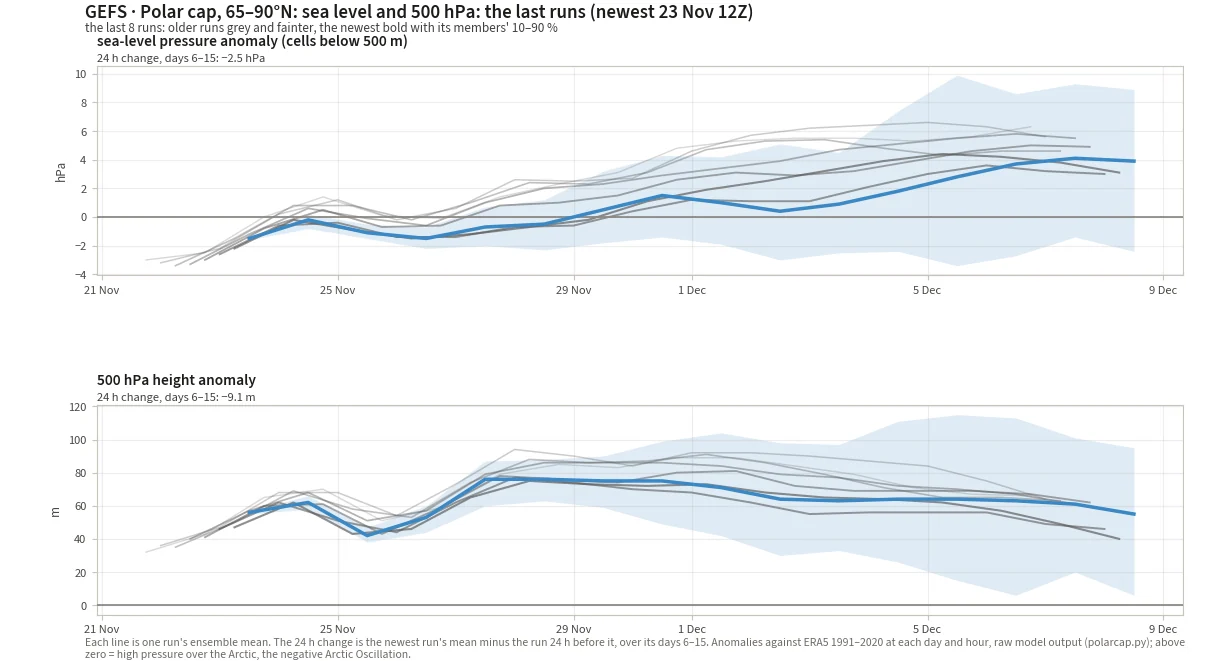 GEFS · Polar cap, 65–90°N: sea level and 500 hPa: the last runs (newest 23 Nov 12Z)
the last 8 runs: older runs grey and fainter, the newest bold with its members' 10–90 %
sea-level pressure anomaly (cells below 500 m)
24 h change, days 6–15: −2.5 hPa
10
8
6
4
2
0
−2
−4
hPa
21 Nov
25 Nov
29 Nov
1 Dec
5 Dec
9 Dec
500 hPa height anomaly
24 h change, days 6–15: −9.1 m
120
100
80
60
40
20
0
m
21 Nov
25 Nov
29 Nov
1 Dec
5 Dec
9 Dec
Each line is one run's ensemble mean. The 24 h change is the newest run's mean minus the run 24 h before it, over its days 6–15. Anomalies against ERA5 1991–2020 at each day and hour, raw model output (polarcap.py); above
zero = high pressure over the Arctic, the negative Arctic Oscillation.